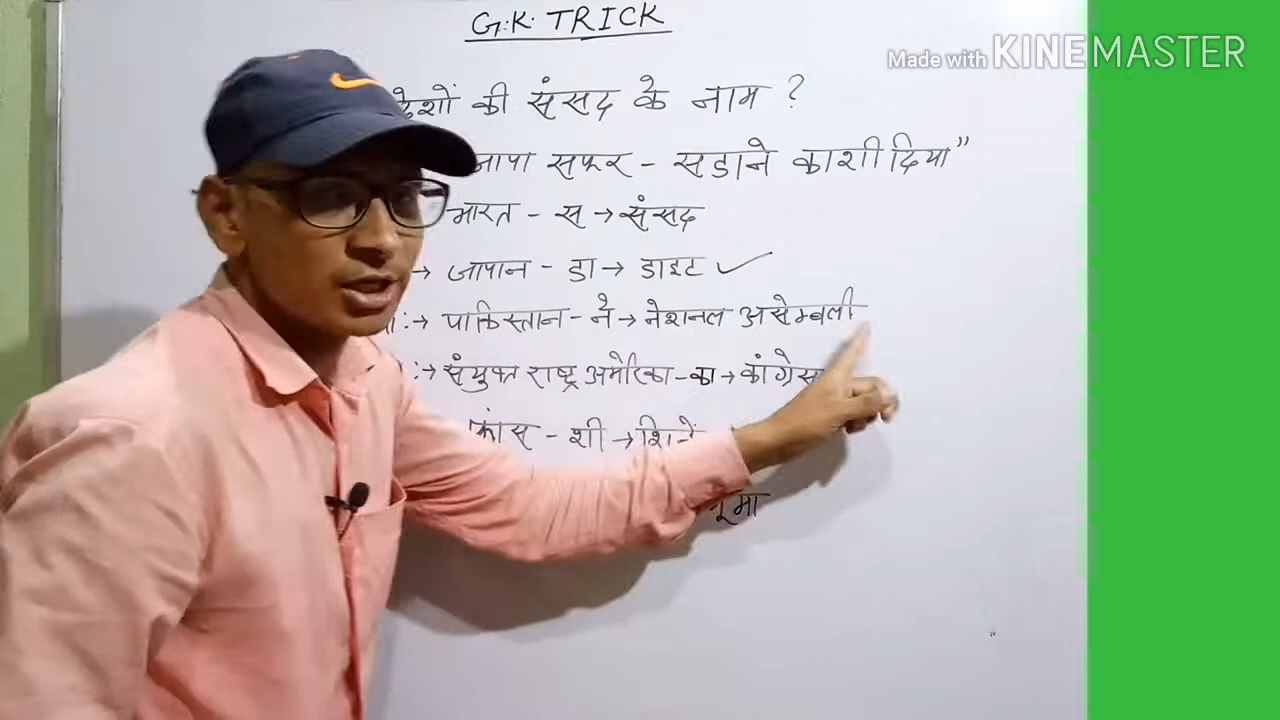 G.K. TRICK
Made with KINEMASTER
देशों की संसद के नाम ?
जापा सफर - सडाने काशी दिया”
भारत - स → संसद
→ जापान - डा → डाइट ✓
:→ पाकिस्तान - ने → नेशनल असेम्बली
:→ संयुक्त राष्ट्र अमेरिका - का → कांग्रेस
फ्रांस - शी →